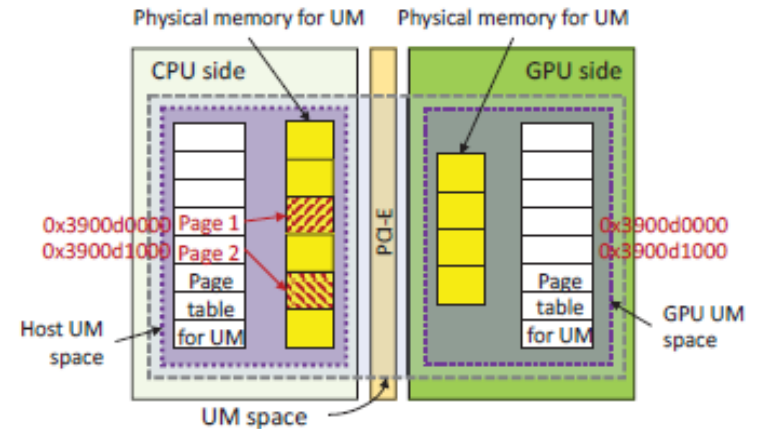 Physical memory for UM
Physical memory for UM
CPU side
GPU side
PCI-E
0x3900d0000 Page 1
0x3900d1000 Page 2
Page
table
for UM
0x3900d0000
0x3900d1000
Page
table
for UM
Host UM
space
GPU UM
space
UM space